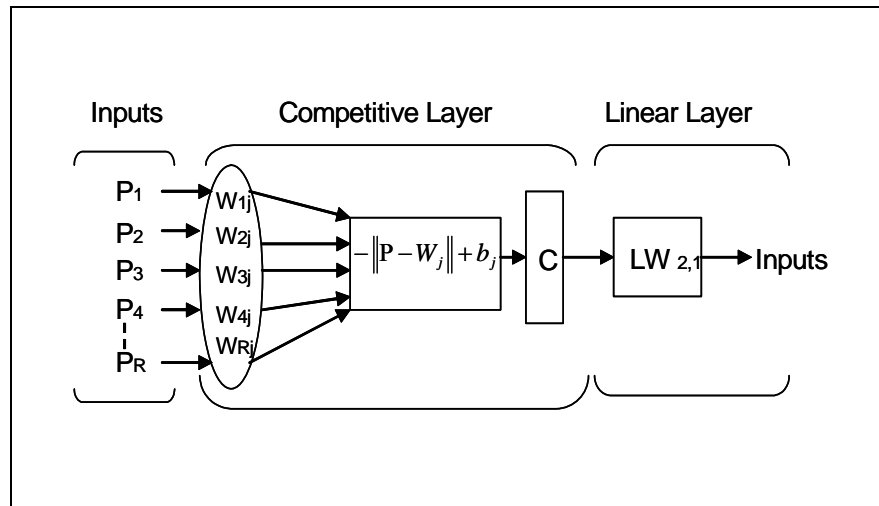 Inputs
Competitive Layer
Linear Layer
P1
P2
P3
P4
PR
W1j
W2j
W3j
W4j
WRj
-||P-Wj||+bj
C
LW 2,1
Inputs